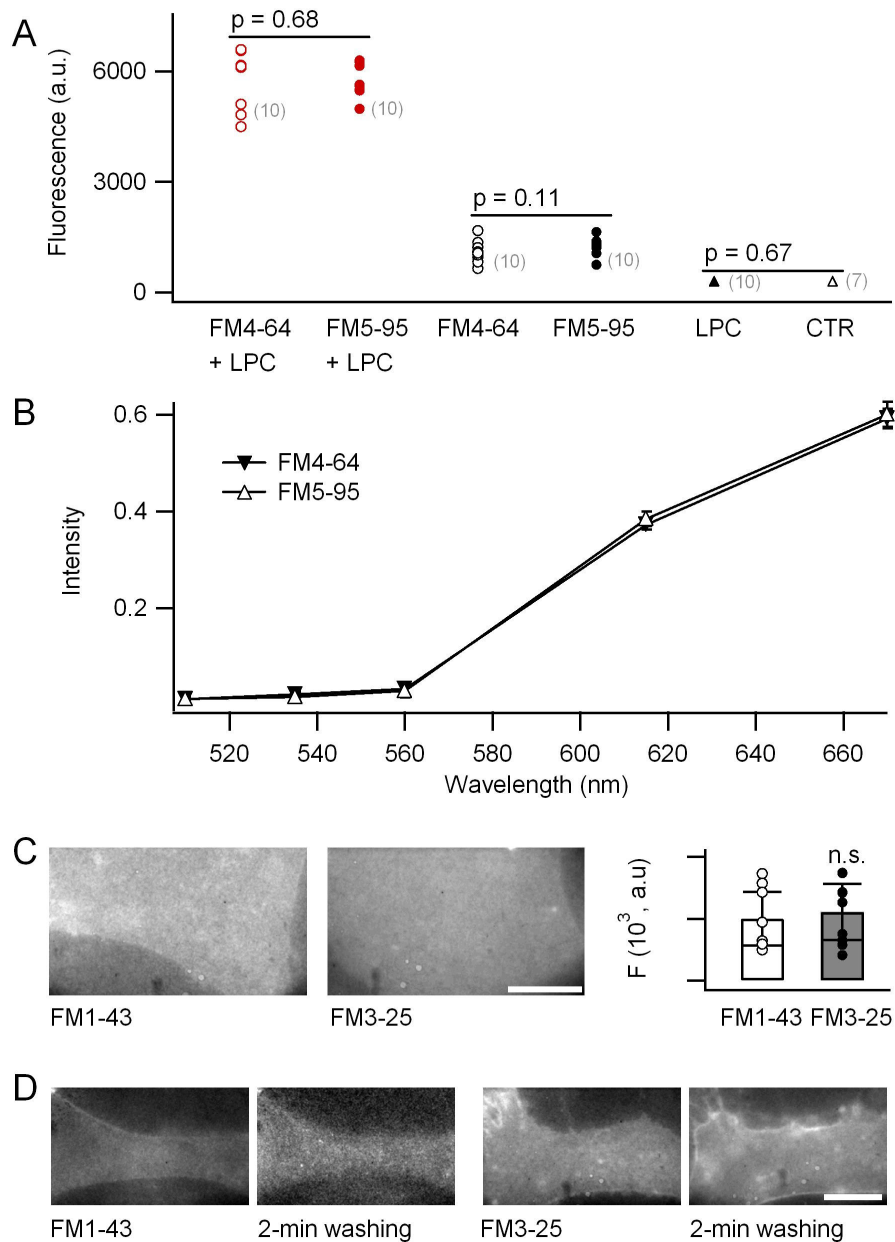 A
Fluorescence (a.u.)
6000
3000
0
p = 0.68
(10)
(10)
p = 0.11
(10)
(10)
p = 0.67
(10)
(7)
FM4-64 + LPC
FM5-95 + LPC
FM4-64
FM5-95
LPC
CTR
B
Intensity
0.6
0.4
0.2
FM4-64
FM5-95
520 540 560 580 600 620 640 660
Wavelength (nm)
C
FM1-43
FM3-25
F (10³, a.u)
n.s.
FM1-43 FM3-25
D
FM1-43
2-min washing
FM3-25
2-min washing